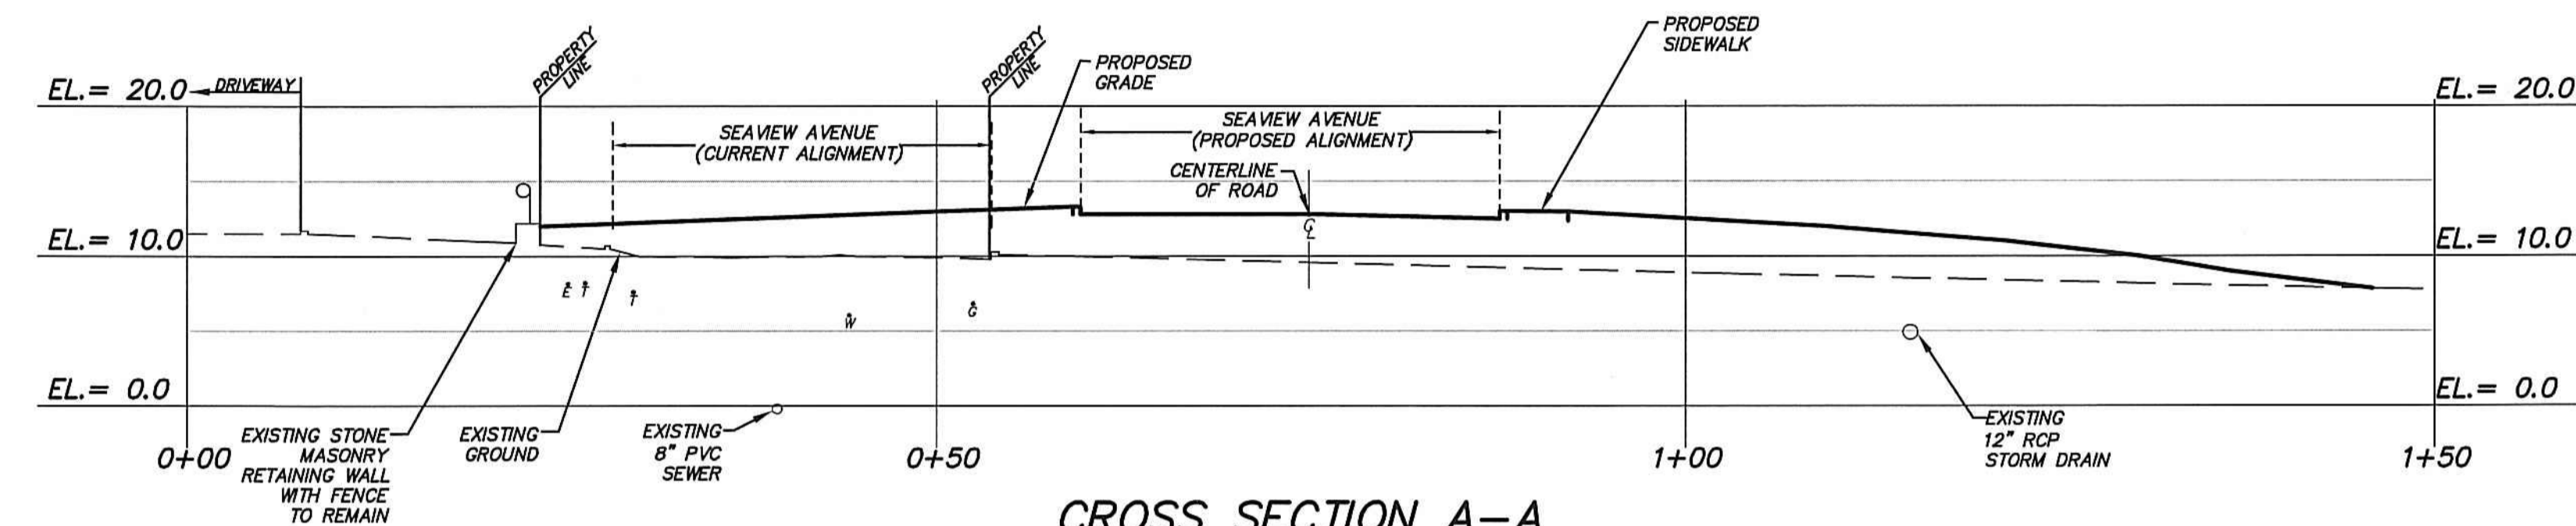 PROPOSED
SIDEWALK
PROPERTY
LINE
PROPERTY
LINE
PROPOSED
GRADE
EL.= 20.0
DRIVEWAY
EL.= 20.0
SEAVIEW AVENUE
(CURRENT ALIGNMENT)
SEAVIEW AVENUE
(PROPOSED ALIGNMENT)
CENTERLINE
OF ROAD
CL
EL.= 10.0
EL.= 10.0
E
T
T
W
G
EL.= 0.0
EL.= 0.0
EXISTING STONE
MASONRY
RETAINING WALL
WITH FENCE
TO REMAIN
EXISTING
GROUND
EXISTING
8" PVC
SEWER
EXISTING
12" RCP
STORM DRAIN
0+00
0+50
1+00
1+50
CROSS SECTION A-A